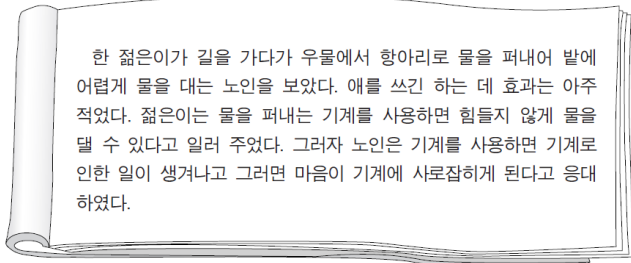 한 젊은이가 길을 가다가 우물에서 항아리로 물을 퍼내어 밭에
어렵게 물을 대는 노인을 보았다. 애를 쓰긴 하는 데 효과는 아주
적었다. 젊은이는 물을 퍼내는 기계를 사용하면 힘들지 않게 물을
댈 수 있다고 일러 주었다. 그러자 노인은 기계를 사용하면 기계로
인한 일이 생겨나고 그러면 마음이 기계에 사로잡히게 된다고 응대
하였다.